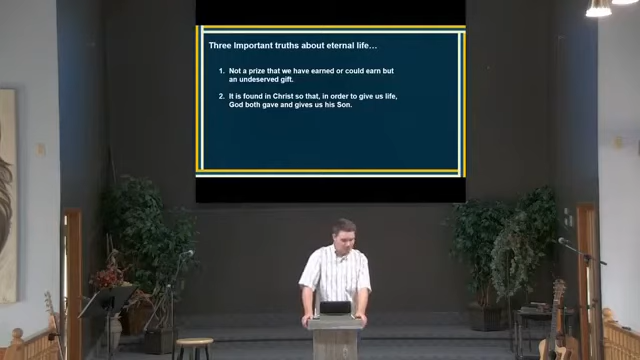 Three Important truths about eternal life…
1. Not a prize that we have earned or could earn but
an undeserved gift.
2. It is found in Christ so that, in order to give us life,
God both gave and gives us his Son.